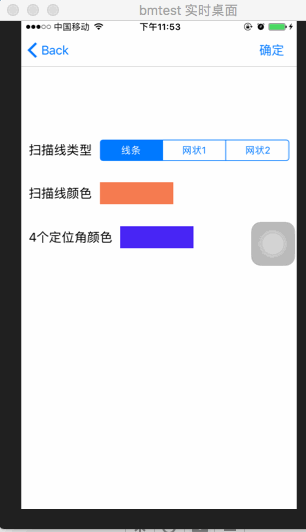 bmtest 实时桌面
中国移动 下午11:53
Back 确定
扫描线类型 线条 网状1 网状2
扫描线颜色
4个定位角颜色